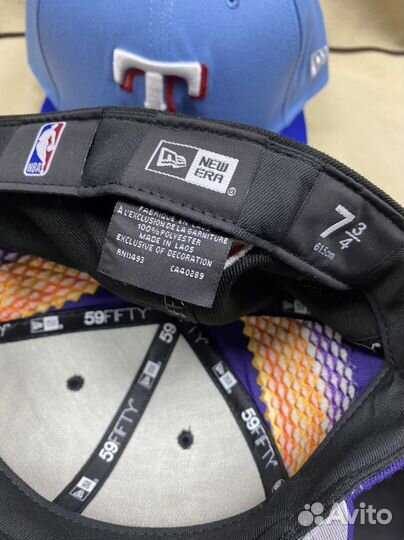 T
NBA
NEW
ERA
®
7 3/4
61.5cm
FABRIQUE EN LAOS
À L'EXCLUSION DE LA GARNITURE
100% POLYESTER
MADE IN LAOS
EXCLUSIVE OF DECORATION
RN11493 CA40289
59FIFTY
59FIFTY
59FIFTY
59FIFTY
Avito